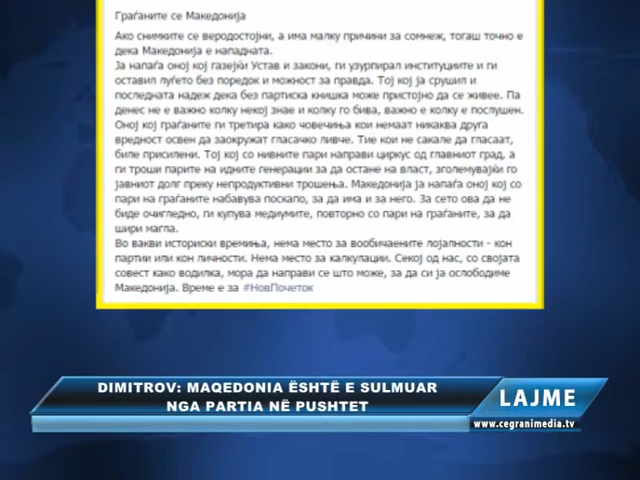 Граѓаните се Македонија
Ако снимките се веродостојни, а има малку причини за сомнеж, тогаш точно е
дека Македонија е нападната.
Ја напаѓа оној кој газејќи Устав и закони, ги узурпирал институциите и ги
оставил луѓето без поредок и можност за правда. Тој кој ја срушил и
последната надеж дека без партиска книшка може пристојно да се живее. Па
денес не е важно колку некој знае и колку го бива, важно е колку е послушен.
Оној кој граѓаните ги третира како човечиња кои немаат никаква друга
вредност освен да заокружат гласачко ливче. Тие кои не сакале да гласаат,
биле присилени. Тој кој со нивните пари направи циркус од главниот град, а
ги троши парите на идните генерации за да остане на власт, зголемувајќи го
јавниот долг преку непродуктивни трошења. Македонија ја напаѓа оној кој со
пари на граѓаните набавува поскапо, за да има и за него. За сето ова да не
биде очигледно, ги купува медиумите, повторно со пари на граѓаните, за да
шири магла.
Во вакви историски времиња, нема место за вообичаените лојалности - кон
партии или кон личности. Нема место за калкулации. Секој од нас, со својата
совест како водилка, мора да направи се што може, за да си ја ослободиме
Македонија. Време е за #НовПочеток
DIMITROV: MAQEDONIA ËSHTË E SULMUAR
NGA PARTIA NË PUSHTET
LAJME
www.cegranimedia.tv